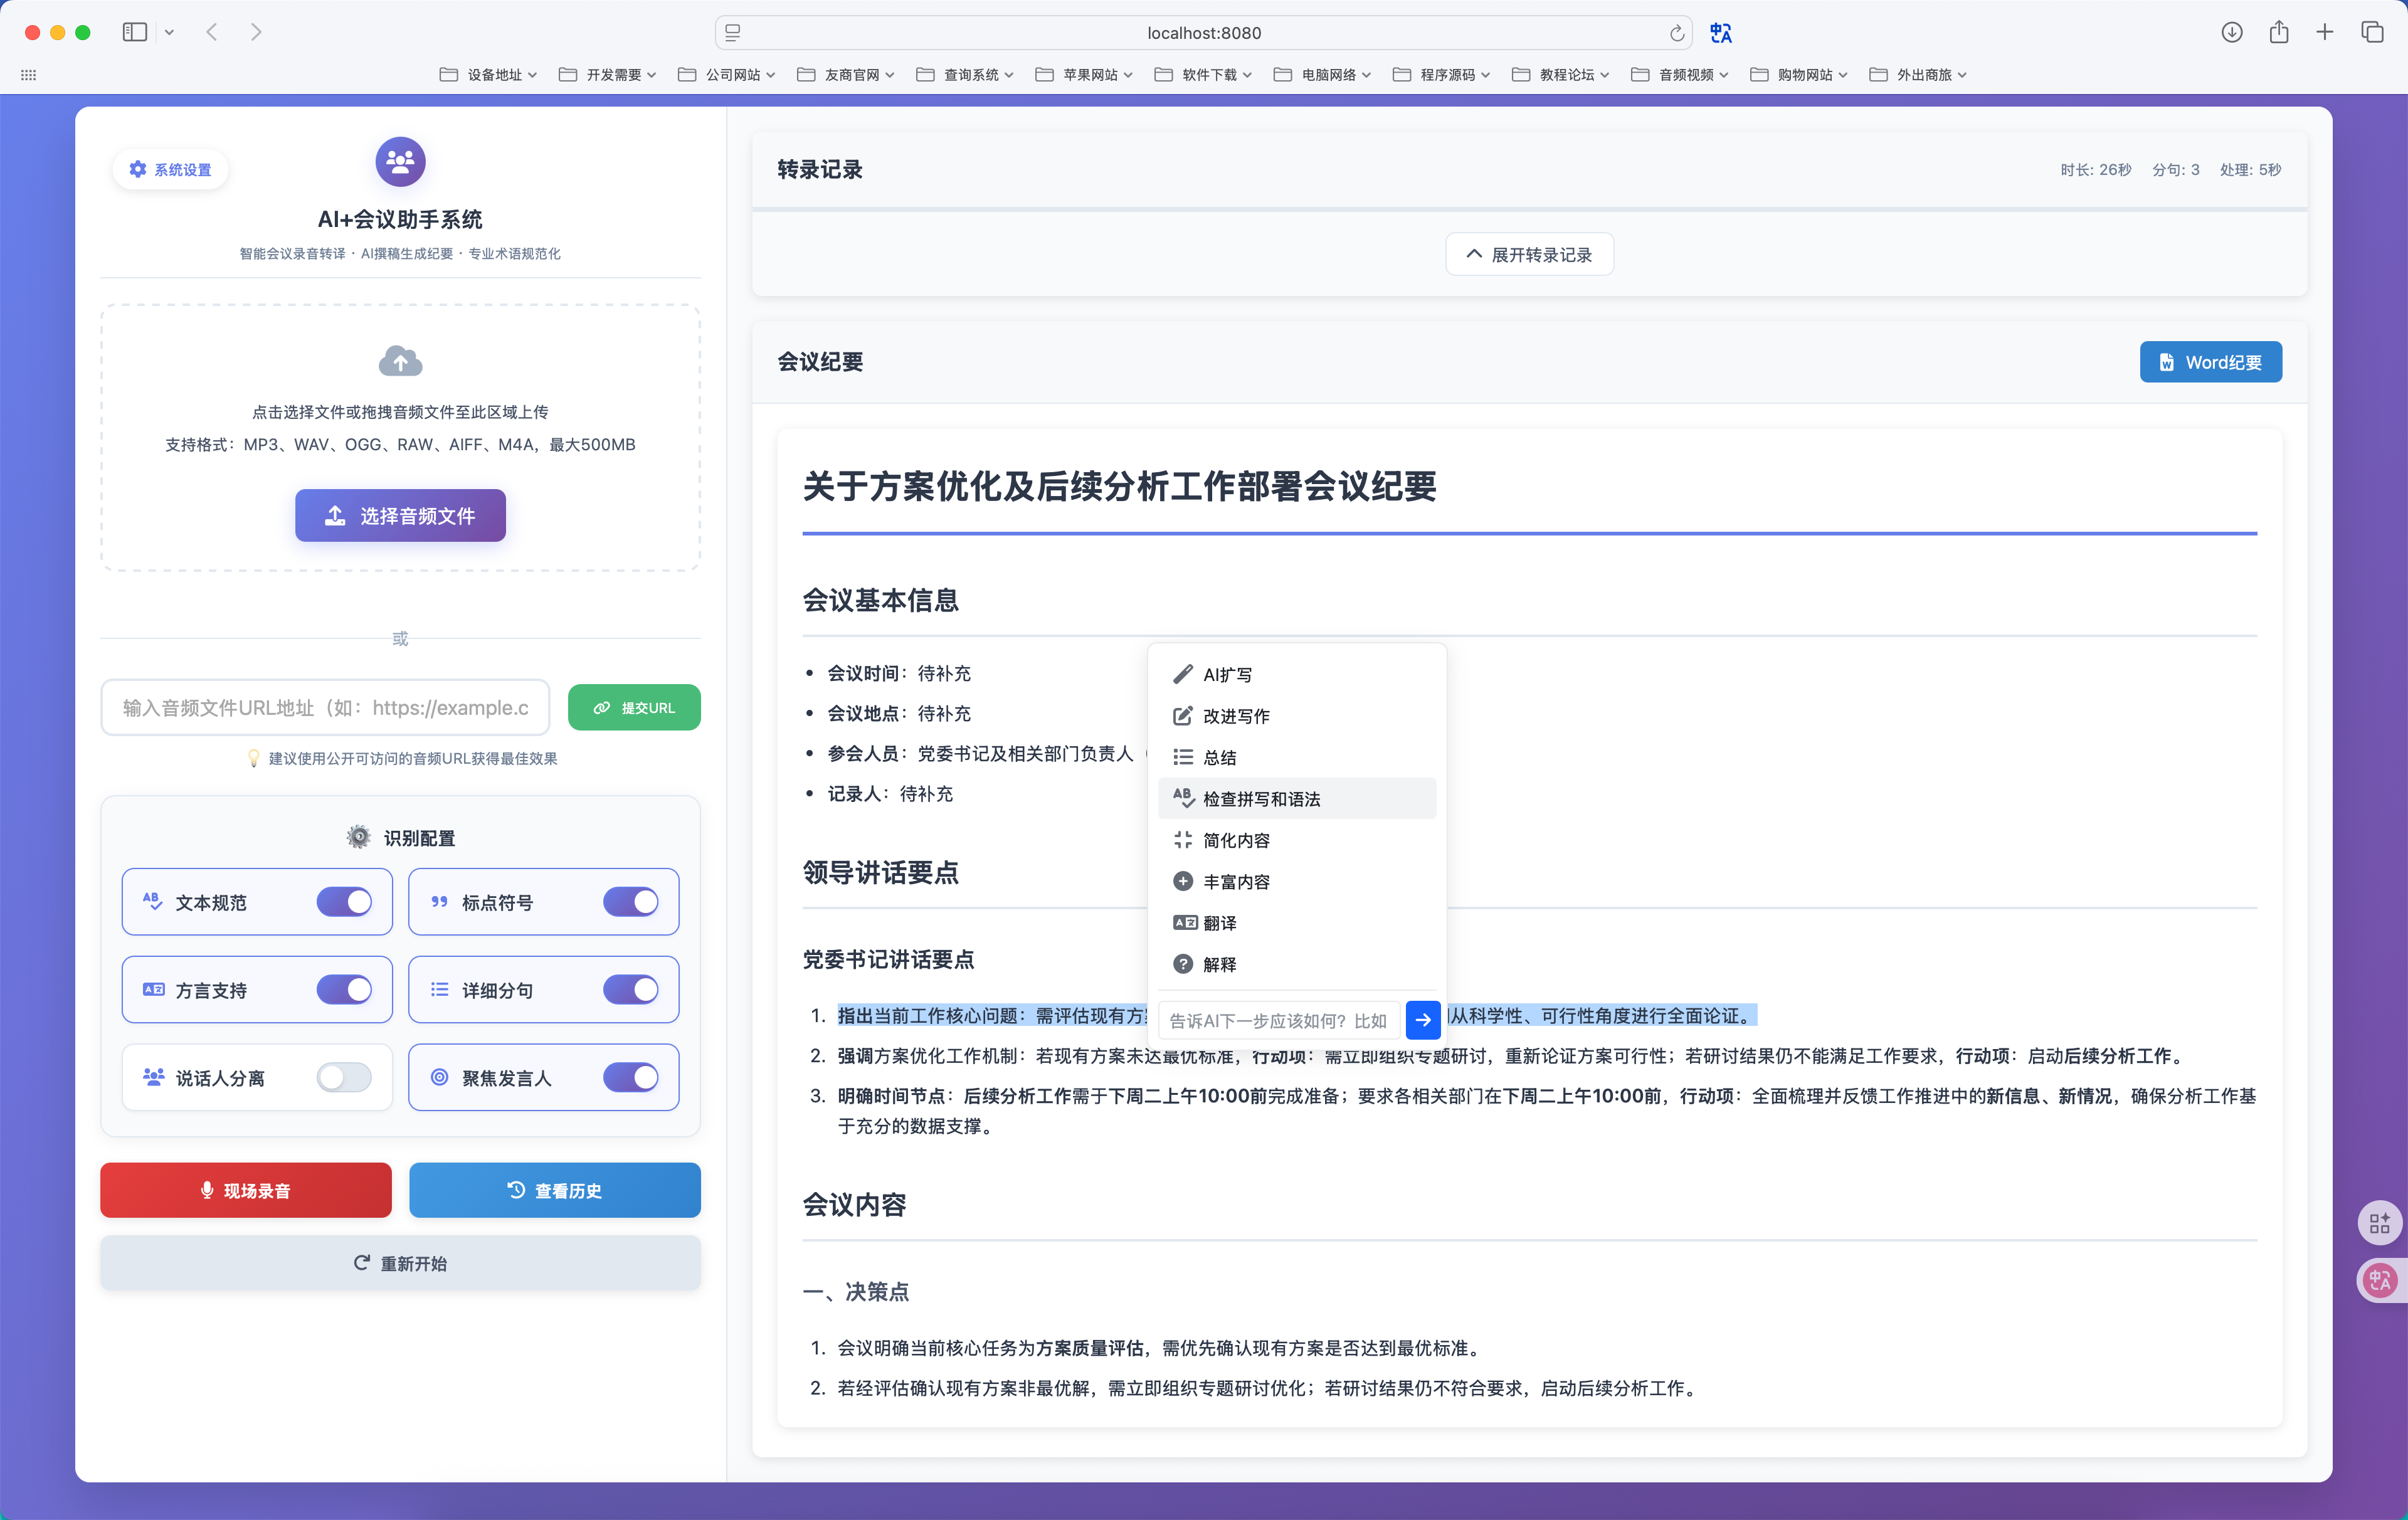 localhost:8080
设备地址 开发需要 公司网站 友商官网 查询系统 苹果网站 软件下载 电脑网络 程序源码 教程论坛 音频视频 购物网站 外出商旅
系统设置
AI+会议助手系统
智能会议录音转译 · AI撰稿生成纪要 · 专业术语规范化
点击选择文件或拖拽音频文件至此区域上传
支持格式：MP3、WAV、OGG、RAW、AIFF、M4A，最大500MB
选择音频文件
或
输入音频文件URL地址（如：https://example.c
提交URL
建议使用公开可访问的音频URL获得最佳效果
识别配置
文本规范
标点符号
方言支持
详细分句
说话人分离
聚焦发言人
现场录音
查看历史
重新开始
转录记录
时长: 26秒 分句: 3 处理: 5秒
展开转录记录
会议纪要
Word纪要
关于方案优化及后续分析工作部署会议纪要
会议基本信息
• 会议时间：待补充
• 会议地点：待补充
• 参会人员：党委书记及相关部门负责人
• 记录人：待补充
领导讲话要点
党委书记讲话要点
1. 指出当前工作核心问题：需评估现有方 从科学性、可行性角度进行全面论证。
2. 强调方案优化工作机制：若现有方案未达最优标准，行动项：需立即组织专题研讨，重新论证方案可行性；若研讨结果仍不能满足工作要求，行动项：启动后续分析工作。
3. 明确时间节点：后续分析工作需于下周二上午10:00前完成准备；要求各相关部门在下周二上午10:00前，行动项：全面梳理并反馈工作推进中的新信息、新情况，确保分析工作基
于充分的数据支撑。
会议内容
一、决策点
1. 会议明确当前核心任务为方案质量评估，需优先确认现有方案是否达到最优标准。
2. 若经评估确认现有方案非最优解，需立即组织专题研讨优化；若研讨结果仍不符合要求，启动后续分析工作。
AI扩写
改进写作
总结
检查拼写和语法
简化内容
丰富内容
翻译
解释
告诉AI下一步应该如何？比如